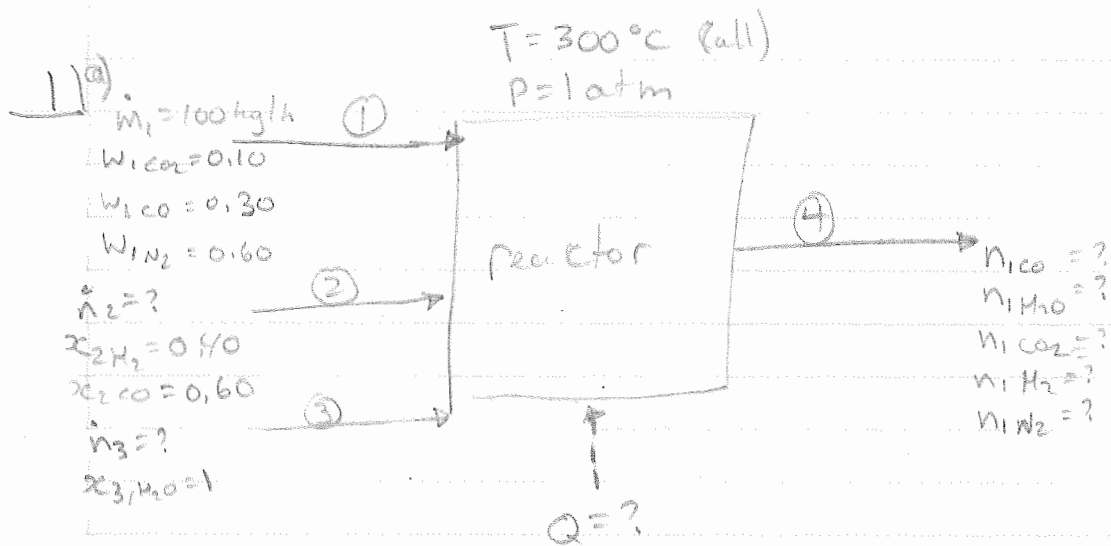 T = 300°C (all)
P = 1 atm
1 a)
ṁ₁ = 100 kg/h
①
w₁ co₂ = 0.10
w₁ co = 0.30
w₁ N₂ = 0.60
②
ṅ₂ = ?
x₂ H₂ = 0,40
x₂ co = 0,60
③
ṅ₃ = ?
x₃, H₂O = 1
reactor
④
n₁ co = ?
n₁ H₂O = ?
n₁ co₂ = ?
n₁ H₂ = ?
n₁ N₂ = ?
Q = ?